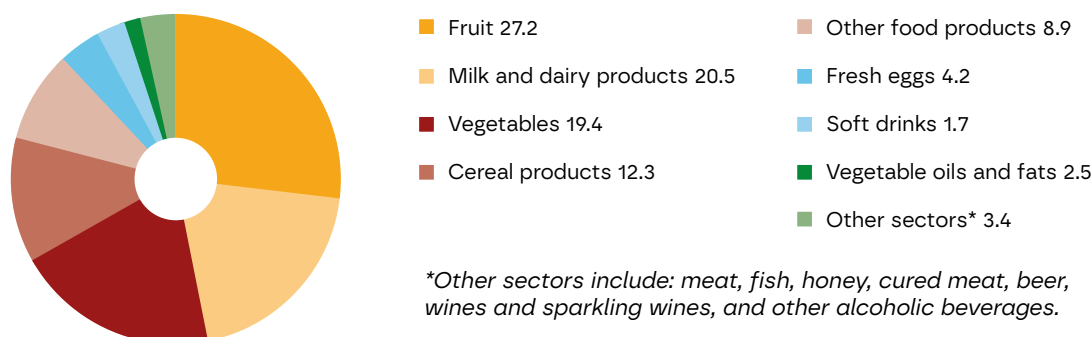 Fruit 27.2
Milk and dairy products 20.5
Vegetables 19.4
Cereal products 12.3
Other food products 8.9
Fresh eggs 4.2
Soft drinks 1.7
Vegetable oils and fats 2.5
Other sectors* 3.4
*Other sectors include: meat, fish, honey, cured meat, beer,
wines and sparkling wines, and other alcoholic beverages.